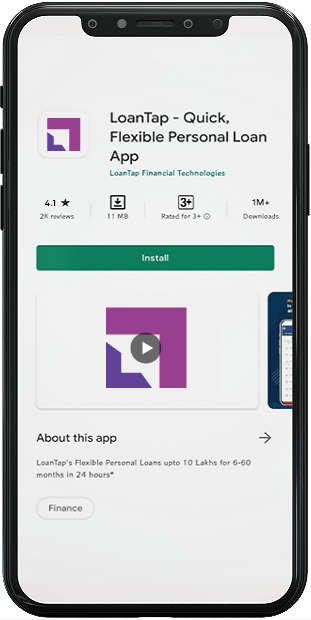 LoanTap - Quick,
Flexible Personal Loan
App
LoanTap Financial Technologies
4.1 ★ 3+ 1M+
2K reviews 11 MB Rated for 3+ Downloads
Install
About this app
LoanTap's Flexible Personal Loans upto 10 Lakhs for 6-60
months in 24 hours*
Finance